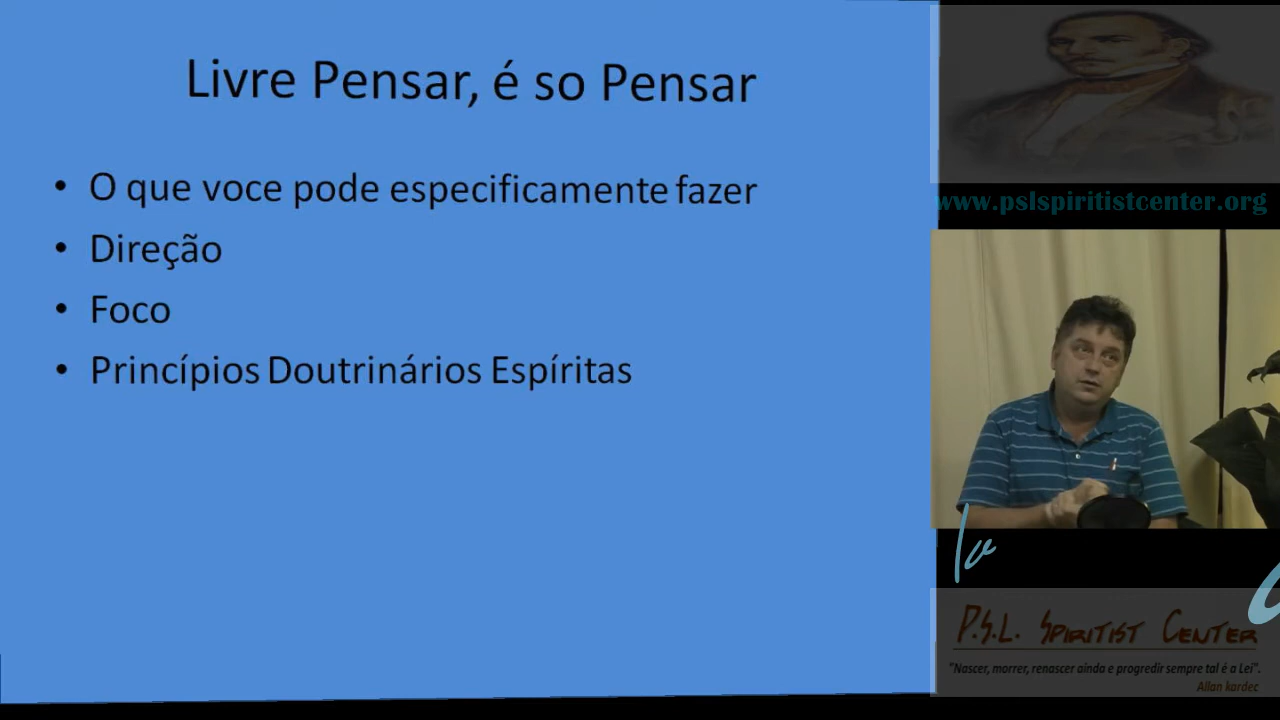 Livre Pensar, é so Pensar
• O que voce pode especificamente fazer
• Direção
• Foco
• Princípios Doutrinários Espíritas
www.pslspiritistcenter.org
P.S.L. SPIRITIST CENTER
"Nascer, morrer, renascer ainda e progredir sempre tal é a Lei".
Allan kardec